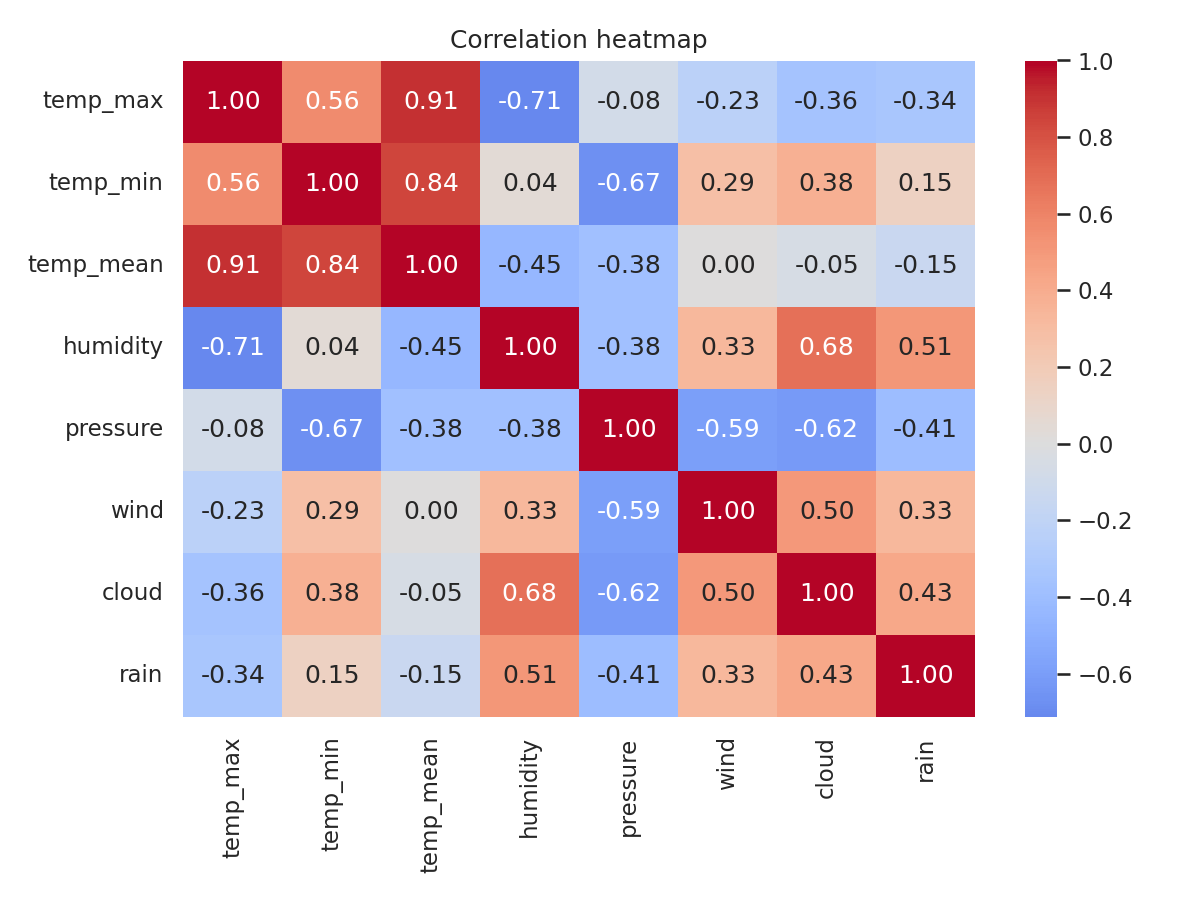 Correlation heatmap
temp_max 1.00 0.56 0.91 -0.71 -0.08 -0.23 -0.36 -0.34
temp_min 0.56 1.00 0.84 0.04 -0.67 0.29 0.38 0.15
temp_mean 0.91 0.84 1.00 -0.45 -0.38 0.00 -0.05 -0.15
humidity -0.71 0.04 -0.45 1.00 -0.38 0.33 0.68 0.51
pressure -0.08 -0.67 -0.38 -0.38 1.00 -0.59 -0.62 -0.41
wind -0.23 0.29 0.00 0.33 -0.59 1.00 0.50 0.33
cloud -0.36 0.38 -0.05 0.68 -0.62 0.50 1.00 0.43
rain -0.34 0.15 -0.15 0.51 -0.41 0.33 0.43 1.00
temp_max temp_min temp_mean humidity pressure wind cloud rain
1.0
0.8
0.6
0.4
0.2
0.0
−0.2
−0.4
−0.6